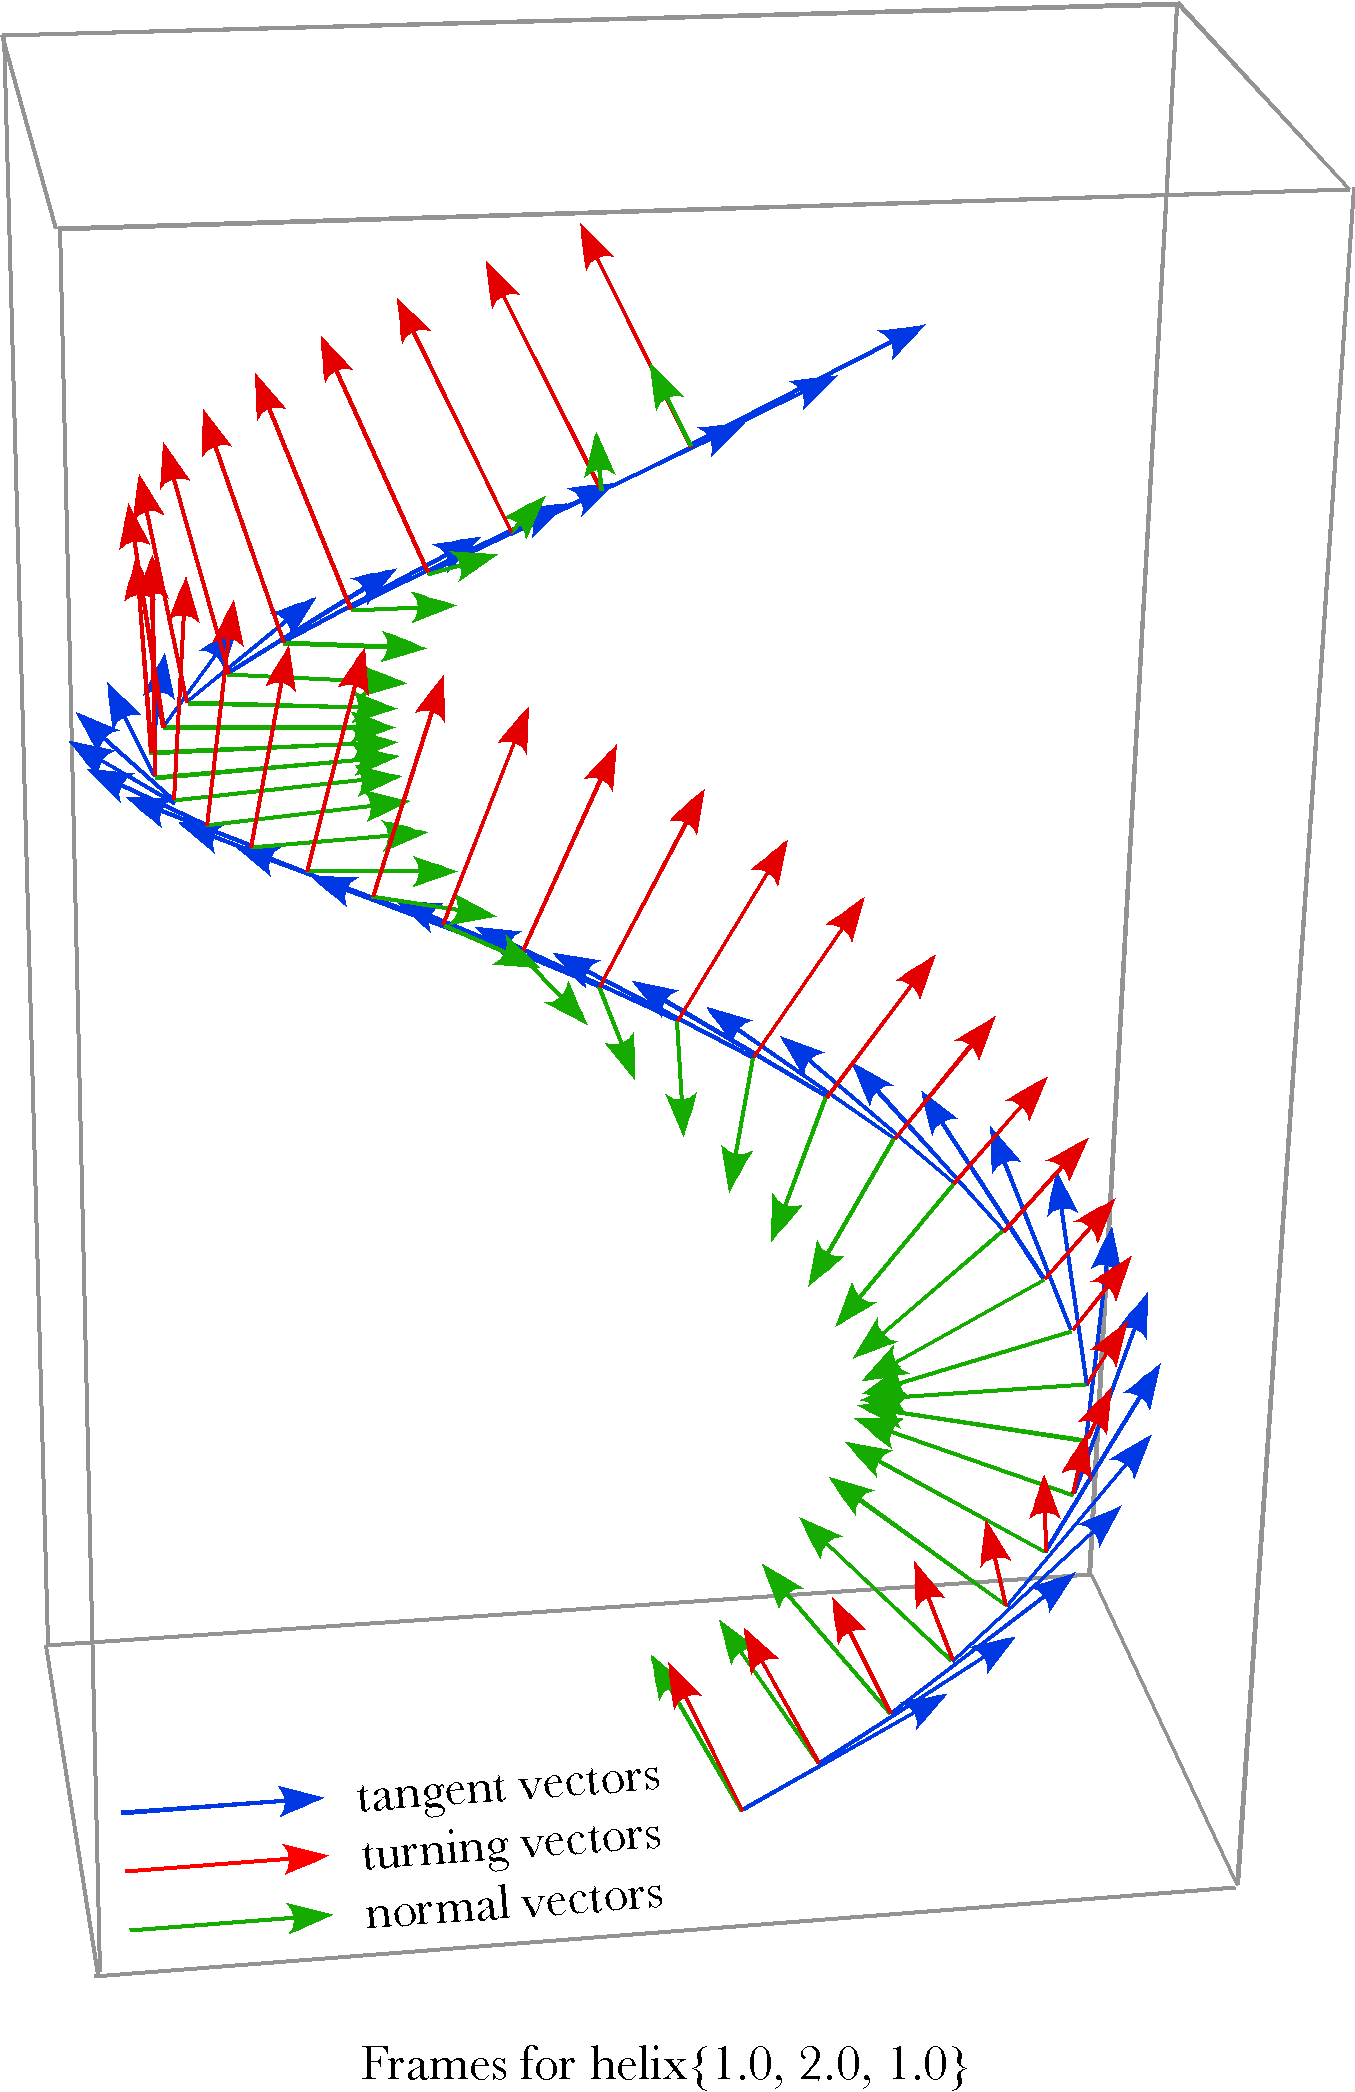 tangent vectors
turning vectors
normal vectors
Frames for helix{1.0, 2.0, 1.0}